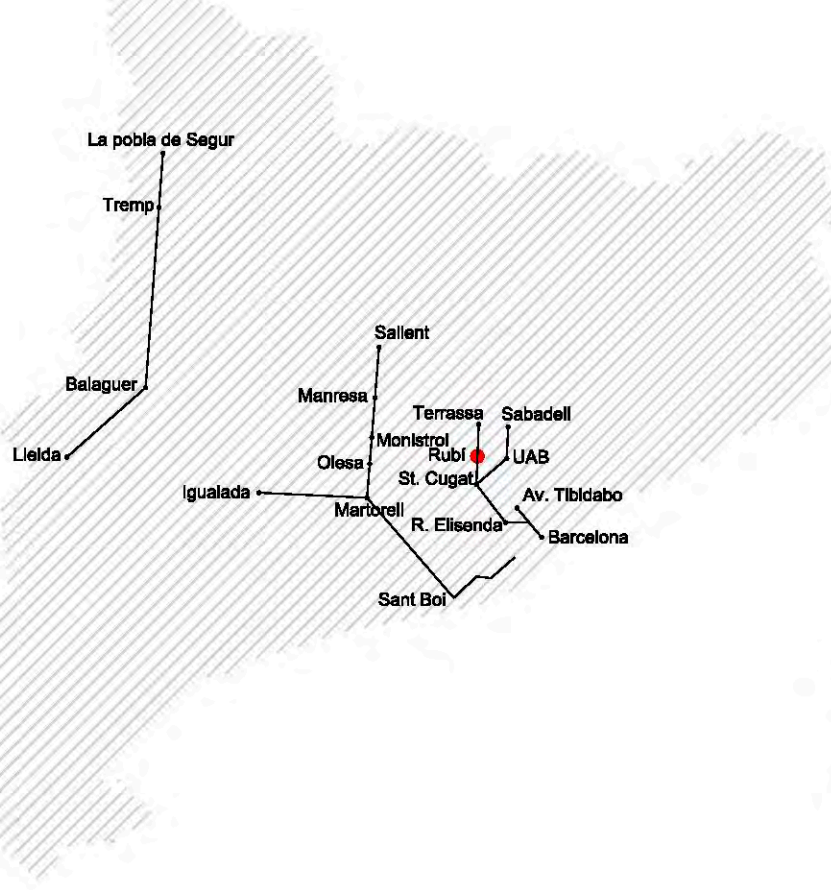 La pobla de Segur
Tremp
Sallent
Balaguer
Manresa
Terrassa
Sabadell
Monistrol
Lleida
Rubí
UAB
Olesa
St. Cugat
Igualada
Av. Tibidabo
Martorell
R. Elisenda
Barcelona
Sant Boi